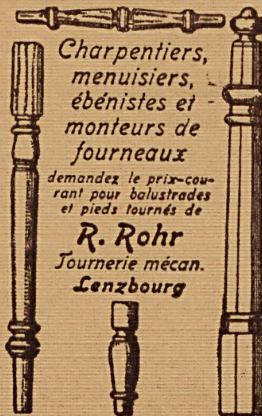 Charpentiers,
menuisiers,
ébénistes et
monteurs de
fourneaux
demandez le prix-cou-
rant pour balustrades
et pieds tournés de
R. Rohr
Tournerie mécan.
Lenzbourg